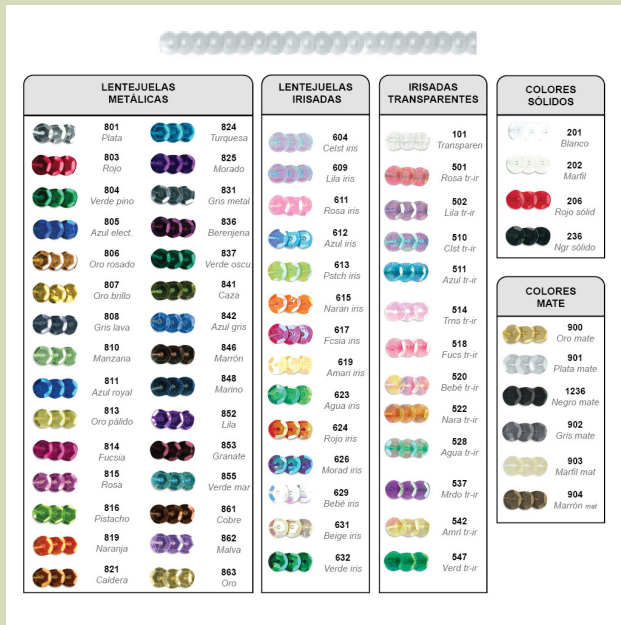 LENTEJUELAS
METÁLICAS
801
Plata
803
Rojo
804
Verde pino
805
Azul elect.
806
Oro rosado
807
Oro brillo
808
Gris lava
810
Manzana
811
Azul royal
813
Oro pàlido
814
Fucsia
815
Rosa
816
Pistacho
819
Naranja
821
Caldera
824
Turquesa
825
Morado
831
Gris metal
836
Berenjena
837
Verde oscu.
841
Caza
842
Azul gris
846
Marrón
848
Marino
852
Lila
853
Granate
855
Verde mar
861
Cobre
862
Malva
863
Oro
LENTEJUELAS
IRISADAS
604
Celst iris
609
Lila iris
611
Rosa iris
612
Azul iris
613
Pstch iris
615
Naran iris
617
Fcsia iris
619
Amari iris
623
Agua iris
624
Rojo iris
626
Morad iris
629
Bebé iris
631
Beige iris
632
Verde iris
IRISADAS
TRANSPARENTES
101
Transparen
501
Rosa tr-ir
502
Lila tr-ir
510
Clst tr-ir
511
Azul tr-ir
514
Trns tr-ir
518
Fucs tr-ir
520
Bebé tr-ir
522
Nara tr-ir
528
Agua tr-ir
537
Mrdo tr-ir
542
Amrl tr-ir
547
Verd tr-ir
COLORES
SÓLIDOS
201
Blanco
202
Marfil
206
Rojo sólid
236
Ngr sólido
COLORES
MATE
900
Oro mate
901
Plata mate
1236
Negro mate
902
Gris mate
903
Marfil mat
904
Marrón mat